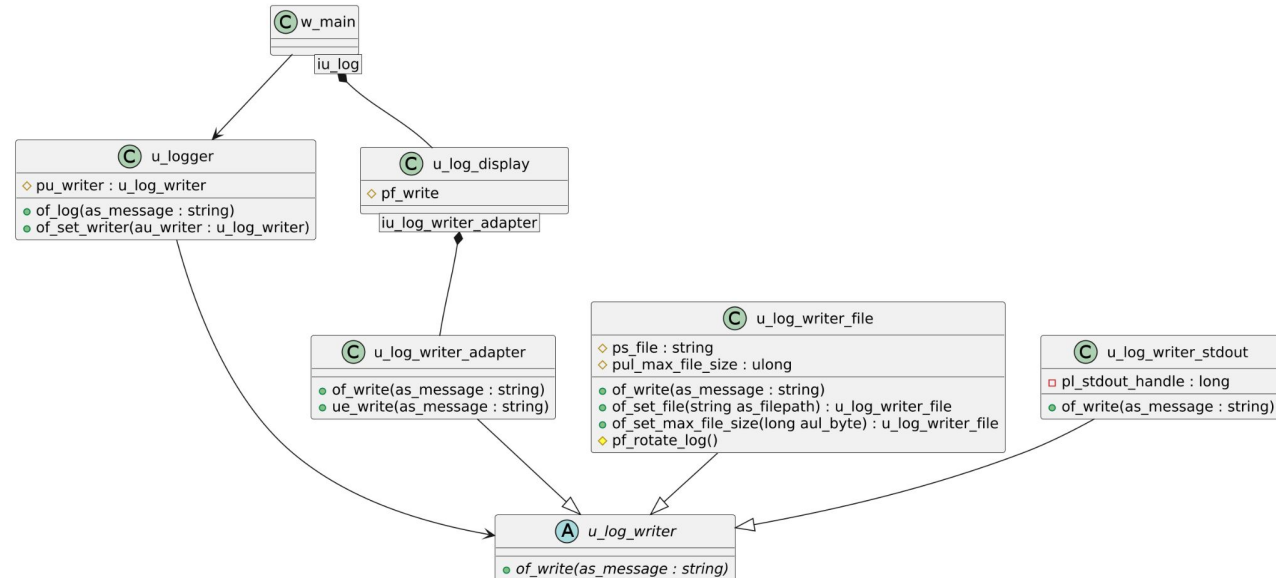 C w_main
iu_log
C u_logger
pu_writer : u_log_writer
of_log(as_message : string)
of_set_writer(au_writer : u_log_writer)
C u_log_display
pf_write
iu_log_writer_adapter
C u_log_writer_adapter
of_write(as_message : string)
ue_write(as_message : string)
C u_log_writer_file
ps_file : string
pul_max_file_size : ulong
of_write(as_message : string)
of_set_file(string as_filepath) : u_log_writer_file
of_set_max_file_size(long aul_byte) : u_log_writer_file
pf_rotate_log()
C u_log_writer_stdout
pl_stdout_handle : long
of_write(as_message : string)
A u_log_writer
of_write(as_message : string)